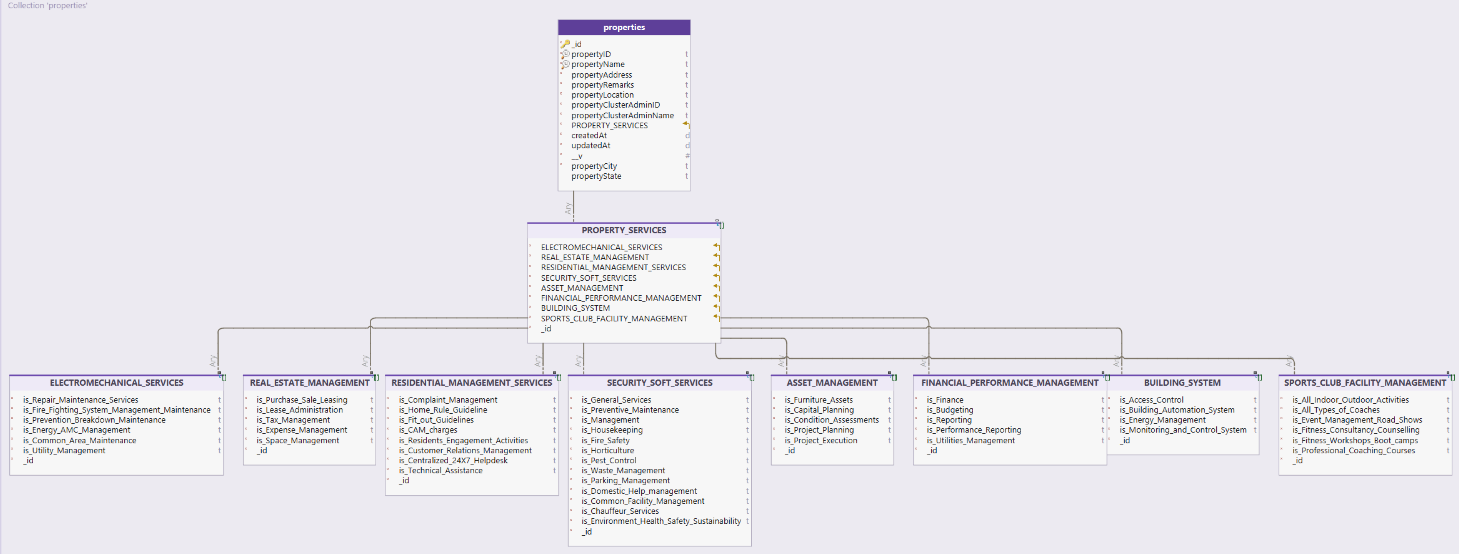 Collection 'properties'
properties
_id
propertyID t
propertyName t
propertyAddress t
propertyRemarks t
propertyLocation t
propertyClusterAdminID t
propertyClusterAdminName t
PROPERTY_SERVICES
createdAt d
updatedAt d
__v #
propertyCity t
propertyState t
Ary
PROPERTY_SERVICES
ELECTROMECHANICAL_SERVICES
REAL_ESTATE_MANAGEMENT
RESIDENTIAL_MANAGEMENT_SERVICES
SECURITY_SOFT_SERVICES
ASSET_MANAGEMENT
FINANCIAL_PERFORMANCE_MANAGEMENT
BUILDING_SYSTEM
SPORTS_CLUB_FACILITY_MANAGEMENT
_id
Ary
ELECTROMECHANICAL_SERVICES
is_Repair_Maintenance_Services t
is_Fire_Fighting_System_Management_Maintenance t
is_Prevention_Breakdown_Maintenance t
is_Energy_AMC_Management t
is_Common_Area_Maintenance t
is_Utility_Management t
_id
Ary
REAL_ESTATE_MANAGEMENT
is_Purchase_Sale_Leasing t
is_Lease_Administration t
is_Tax_Management t
is_Expense_Management t
is_Space_Management t
_id
Ary
RESIDENTIAL_MANAGEMENT_SERVICES
is_Complaint_Management t
is_Home_Rule_Guideline t
is_Fit_out_Guidelines t
is_CAM_charges t
is_Residents_Engagement_Activities t
is_Customer_Relations_Management t
is_Centralized_24X7_Helpdesk t
is_Technical_Assistance t
_id
Ary
SECURITY_SOFT_SERVICES
is_General_Services t
is_Preventive_Maintenance t
is_Management t
is_Housekeeping t
is_Fire_Safety t
is_Horticulture t
is_Pest_Control t
is_Waste_Management t
is_Parking_Management t
is_Domestic_Help_management t
is_Common_Facility_Management t
is_Chauffeur_Services t
is_Environment_Health_Safety_Sustainability t
_id
Ary
ASSET_MANAGEMENT
is_Furniture_Assets t
is_Capital_Planning t
is_Condition_Assessments t
is_Project_Planning t
is_Project_Execution t
_id
Ary
FINANCIAL_PERFORMANCE_MANAGEMENT
is_Finance t
is_Budgeting t
is_Reporting t
is_Performance_Reporting t
is_Utilities_Management t
_id
Ary
BUILDING_SYSTEM
is_Access_Control t
is_Building_Automation_System t
is_Energy_Management t
is_Monitoring_and_Control_System t
_id
Ary
SPORTS_CLUB_FACILITY_MANAGEMENT
is_All_Indoor_Outdoor_Activities t
is_All_Types_of_Coaches t
is_Event_Management_Road_Shows t
is_Fitness_Consultancy_Counselling t
is_Fitness_Workshops_Boot_camps t
is_Professional_Coaching_Courses t
_id